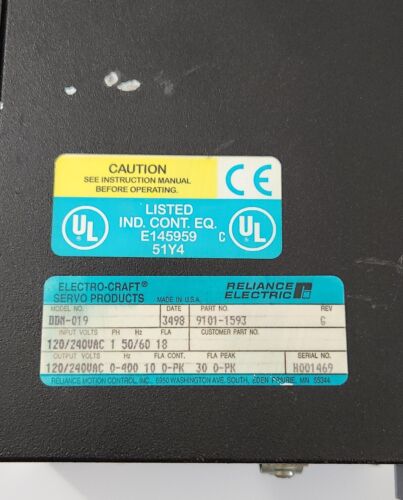 CAUTION
SEE INSTRUCTION MANUAL
BEFORE OPERATING.
CE
UL
LISTED
IND. CONT. EQ.
E145959
51Y4
C UL
ELECTRO-CRAFT®
SERVO PRODUCTS
MADE IN U.S.A.
RELIANCE
ELECTRIC
MODEL NO. DATE PART NO. REV
DDM-019 3498 9101-1593 G
INPUT VOLTS PH Hz FLA CUSTOMER PART NO.
120/240VAC 1 50/60 18
OUTPUT VOLTS Hz FLA CONT. FLA PEAK SERIAL NO.
120/240VAC 0-400 10 0-PK 30 0-PK H001469
RELIANCE MOTION CONTROL, INC. 6950 WASHINGTON AVE. SOUTH, EDEN PRAIRIE, MN 55344